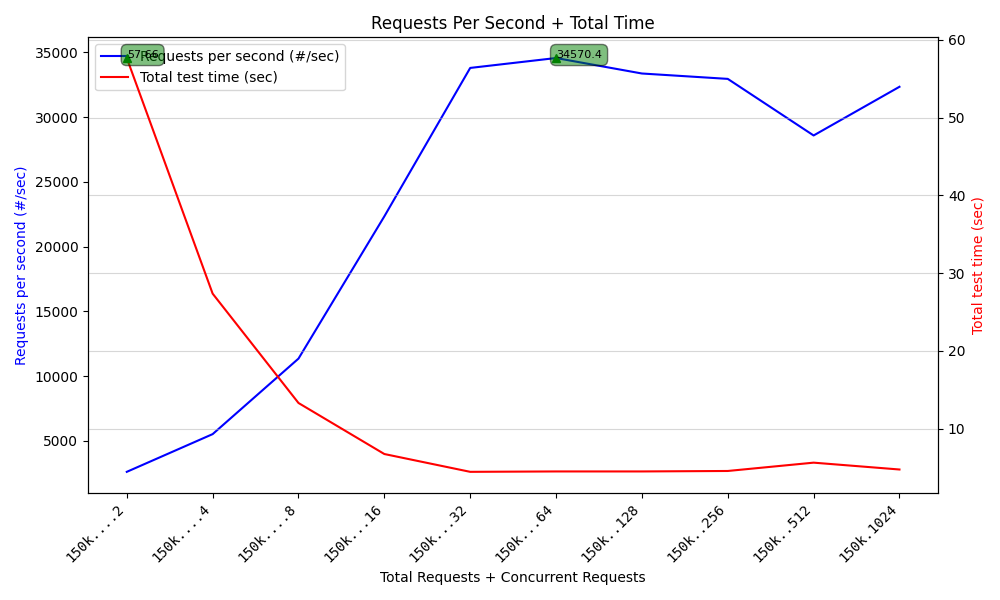 Requests Per Second + Total Time
57.66
34570.4
Requests per second (#/sec)
Total test time (sec)
35000
30000
25000
20000
15000
10000
5000
60
50
40
30
20
10
Requests per second (#/sec)
Total test time (sec)
150k....2
150k....4
150k....8
150k...16
150k...32
150k...64
150k..128
150k..256
150k..512
150k.1024
Total Requests + Concurrent Requests